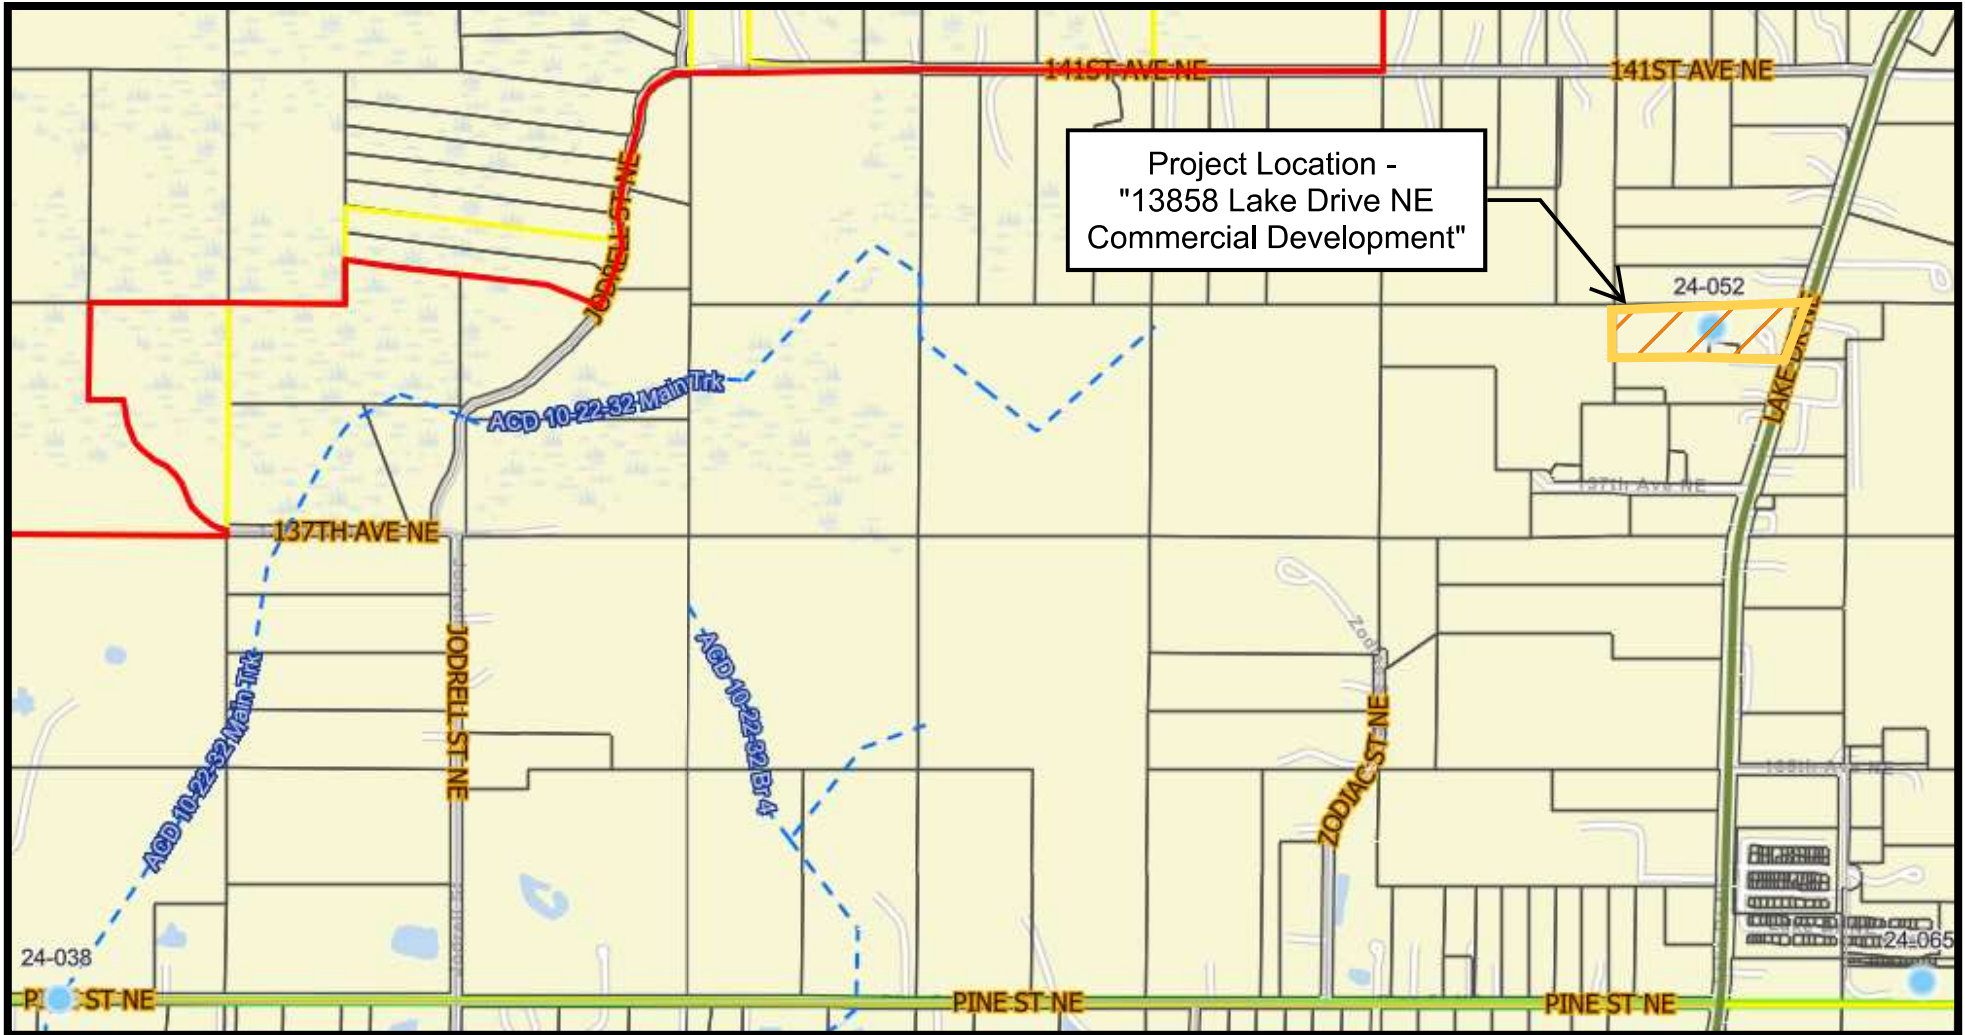 141ST AVE NE
141ST AVE NE
Project Location -
"13858 Lake Drive NE
Commercial Development"
JODRELL ST NE
24-052
LAKE DR NE
ACD 10-22-32 Main Trk
137th Ave NE
137TH AVE NE
JODRELL ST NE
ACD 10-22-32 Main Trk
ACD 10-22-32 Br 4
ZODIAC ST NE
24-038
24-065
ST NE
PINE ST NE
PINE ST NE